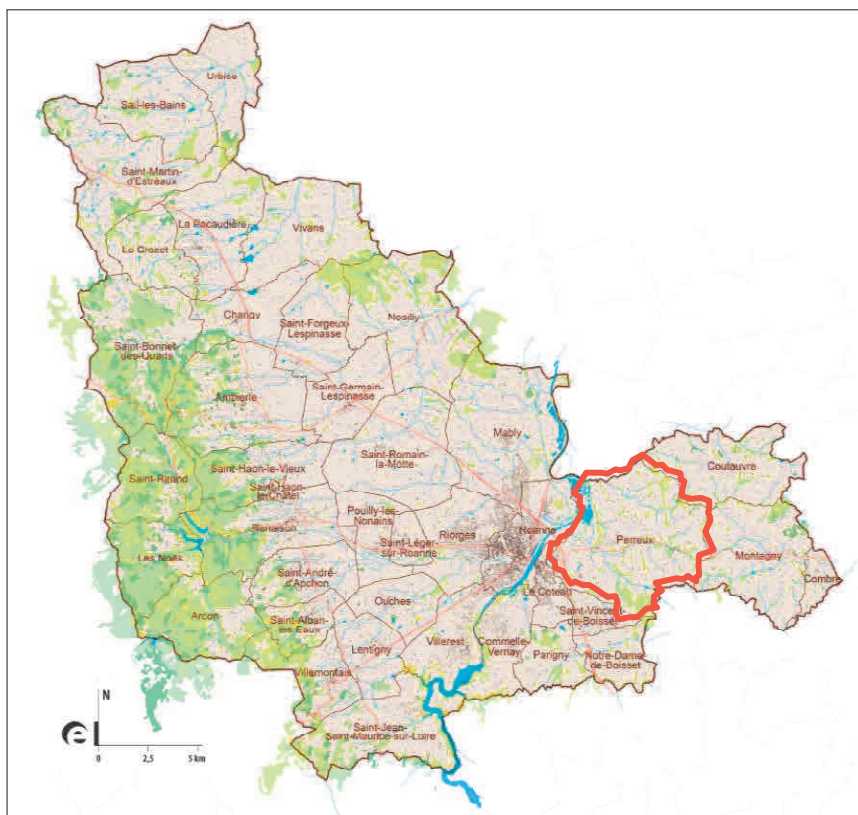 Urbise
Sail-les-Bains
Saint-Martin-
d'Estréaux
La Pacaudière
Vivans
Le Crozet
Changy
Saint-Forgeux-
Lespinasse
Noailly
Saint-Bonnet-
des-Quarts
Ambierle
Saint-Germain-
Lespinasse
Mably
Coutouvre
Saint-Romain-
la-Motte
Saint-Haon-le-Vieux
Saint-Rirand
Saint-Haon-
le-Châtel
Pouilly-les-
Nonains
Renaison
Riorges
Roanne
Perreux
Saint-Léger-
sur-Roanne
Les Noës
Montagny
Combre
Saint-André-
d'Apchon
Le Coteau
Ouches
Arcon
Saint-Alban-
les-Eaux
Saint-Vincent-
de-Boisset
Lentigny
Villerest
Commelle-
Vernay
Parigny
Notre-Dame-
de-Boisset
Villemontais
N
Saint-Jean-
Saint-Maurice-sur-Loire
0 2,5 5 km